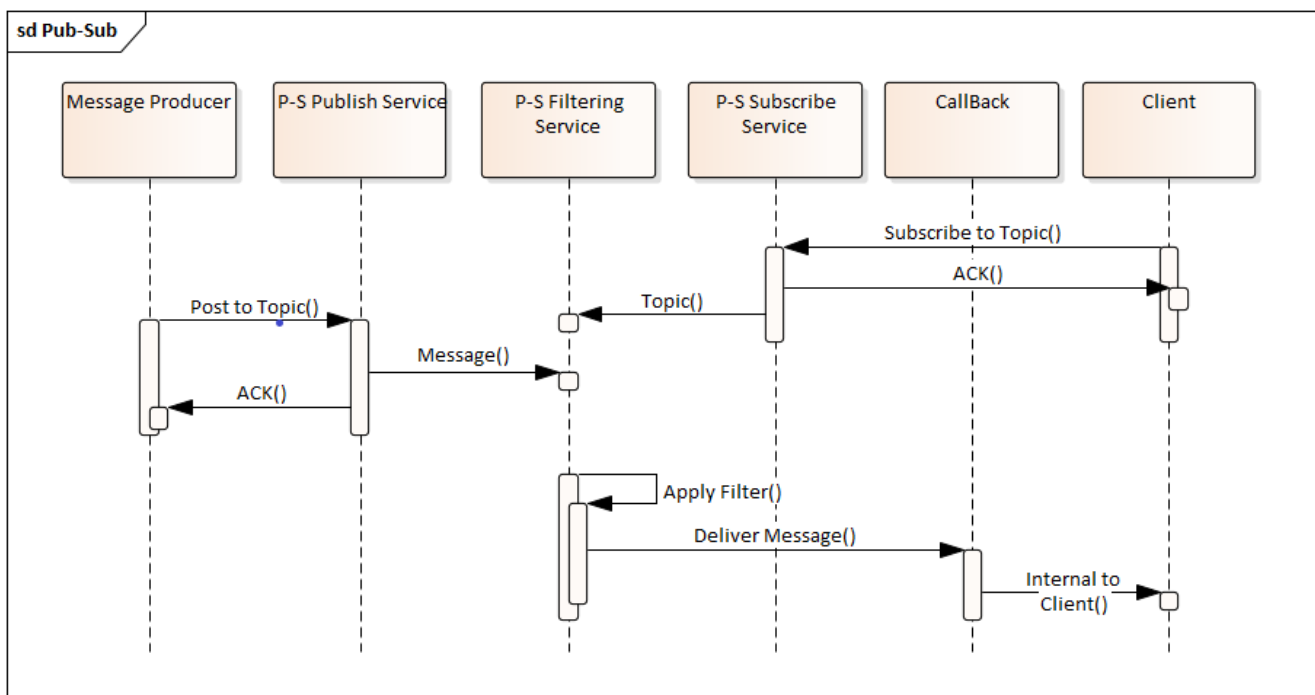 sd Pub-Sub
Message Producer
P-S Publish Service
P-S Filtering
Service
P-S Subscribe
Service
CallBack
Client
Subscribe to Topic()
ACK()
Topic()
Post to Topic()
Message()
ACK()
Apply Filter()
Deliver Message()
Internal to
Client()